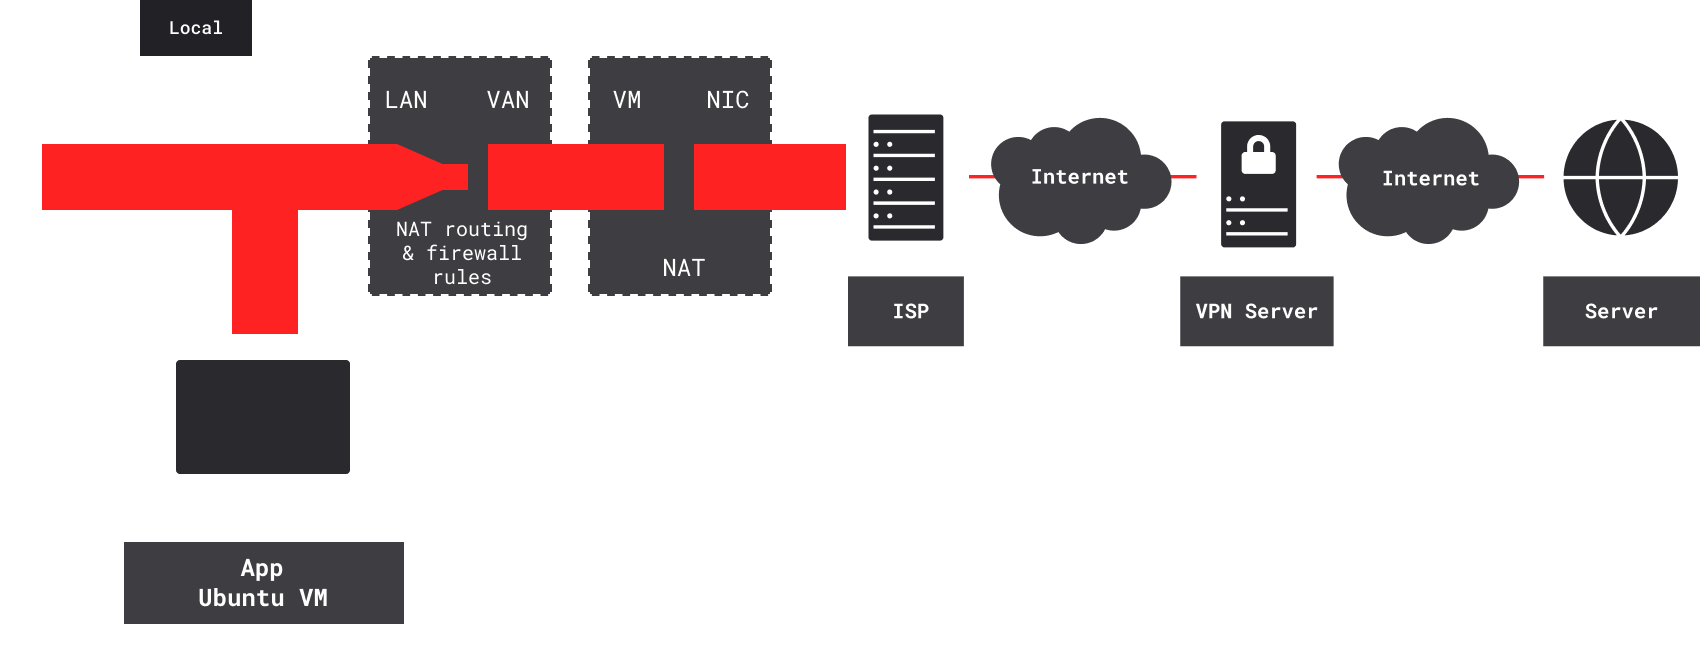 Local
LAN VAN
VM NIC
NAT routing
& firewall
rules
NAT
Internet
Internet
ISP
VPN Server
Server
App
Ubuntu VM